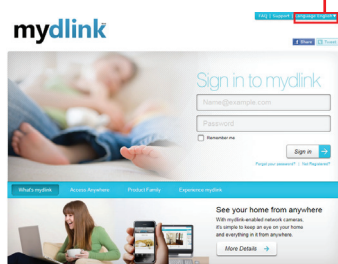 FAQ | Support | Language:English
mydlink
Share Tweet
Sign in to mydlink
Name@example.com
Password
Remember me
Sign in
Forgot your password? | Not Registered?
What's mydlink Access Anywhere Product Family Experience mydlink
See your home from anywhere
With mydlink-enabled network cameras,
it's simple to keep an eye on your home
and everything in it from anywhere.
More Details